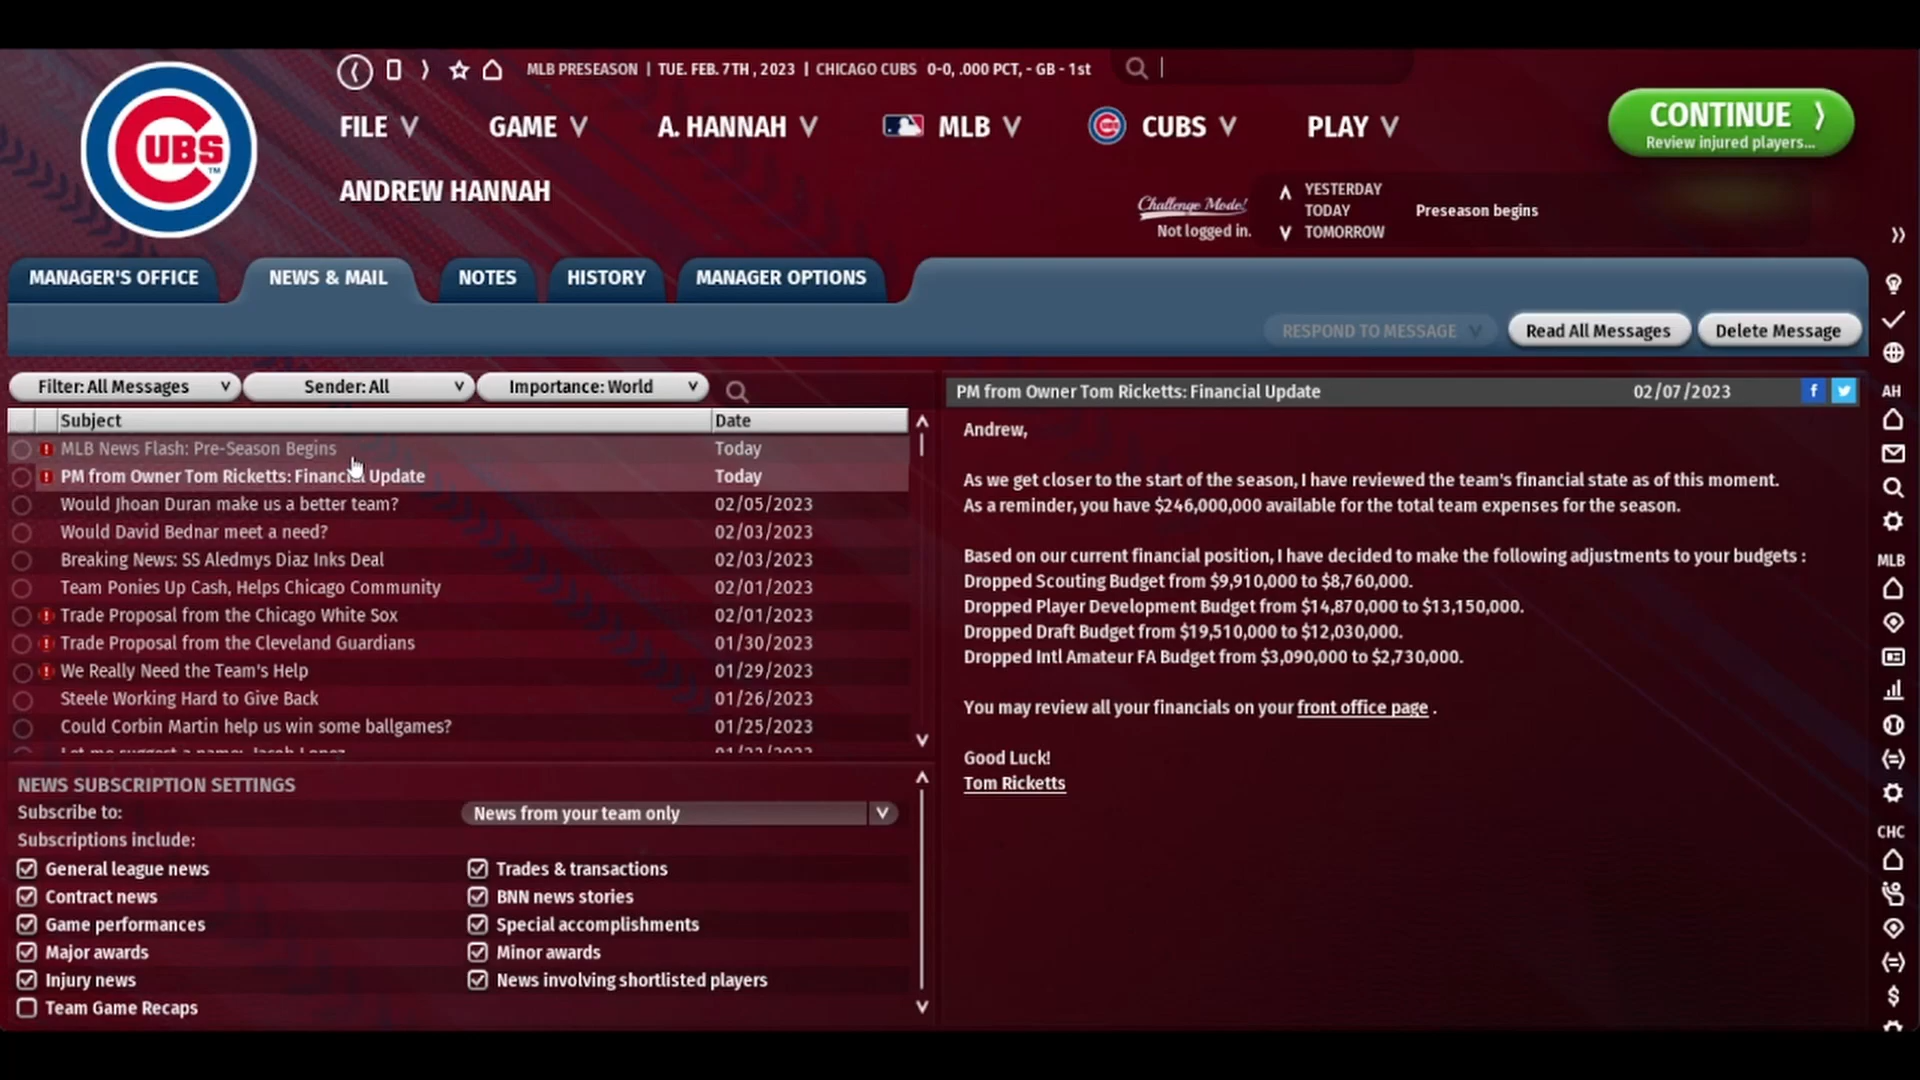 MLB PRESEASON | TUE. FEB. 7TH , 2023 | CHICAGO CUBS 0-0, .000 PCT, - GB - 1st
CUBS
TM
FILE
GAME
A. HANNAH
MLB
CUBS
PLAY
CONTINUE
Review injured players...
ANDREW HANNAH
Challenge Mode!
Not logged in.
YESTERDAY
TODAY
TOMORROW
Preseason begins
MANAGER'S OFFICE
NEWS & MAIL
NOTES
HISTORY
MANAGER OPTIONS
RESPOND TO MESSAGE
Read All Messages
Delete Message
Filter: All Messages
Sender: All
Importance: World
Subject Date
MLB News Flash: Pre-Season Begins Today
PM from Owner Tom Ricketts: Financial Update Today
Would Jhoan Duran make us a better team? 02/05/2023
Would David Bednar meet a need? 02/03/2023
Breaking News: SS Aledmys Diaz Inks Deal 02/03/2023
Team Ponies Up Cash, Helps Chicago Community 02/01/2023
Trade Proposal from the Chicago White Sox 02/01/2023
Trade Proposal from the Cleveland Guardians 01/30/2023
We Really Need the Team's Help 01/29/2023
Steele Working Hard to Give Back 01/26/2023
Could Corbin Martin help us win some ballgames? 01/25/2023
Let me suggest a name: Jacob Lopez 01/22/2023
NEWS SUBSCRIPTION SETTINGS
Subscribe to: News from your team only
Subscriptions include:
General league news Trades & transactions
Contract news BNN news stories
Game performances Special accomplishments
Major awards Minor awards
Injury news News involving shortlisted players
Team Game Recaps
PM from Owner Tom Ricketts: Financial Update 02/07/2023
Andrew,
As we get closer to the start of the season, I have reviewed the team's financial state as of this moment.
As a reminder, you have $246,000,000 available for the total team expenses for the season.
Based on our current financial position, I have decided to make the following adjustments to your budgets :
Dropped Scouting Budget from $9,910,000 to $8,760,000.
Dropped Player Development Budget from $14,870,000 to $13,150,000.
Dropped Draft Budget from $19,510,000 to $12,030,000.
Dropped Intl Amateur FA Budget from $3,090,000 to $2,730,000.
You may review all your financials on your front office page .
Good Luck!
Tom Ricketts
AH
MLB
CHC